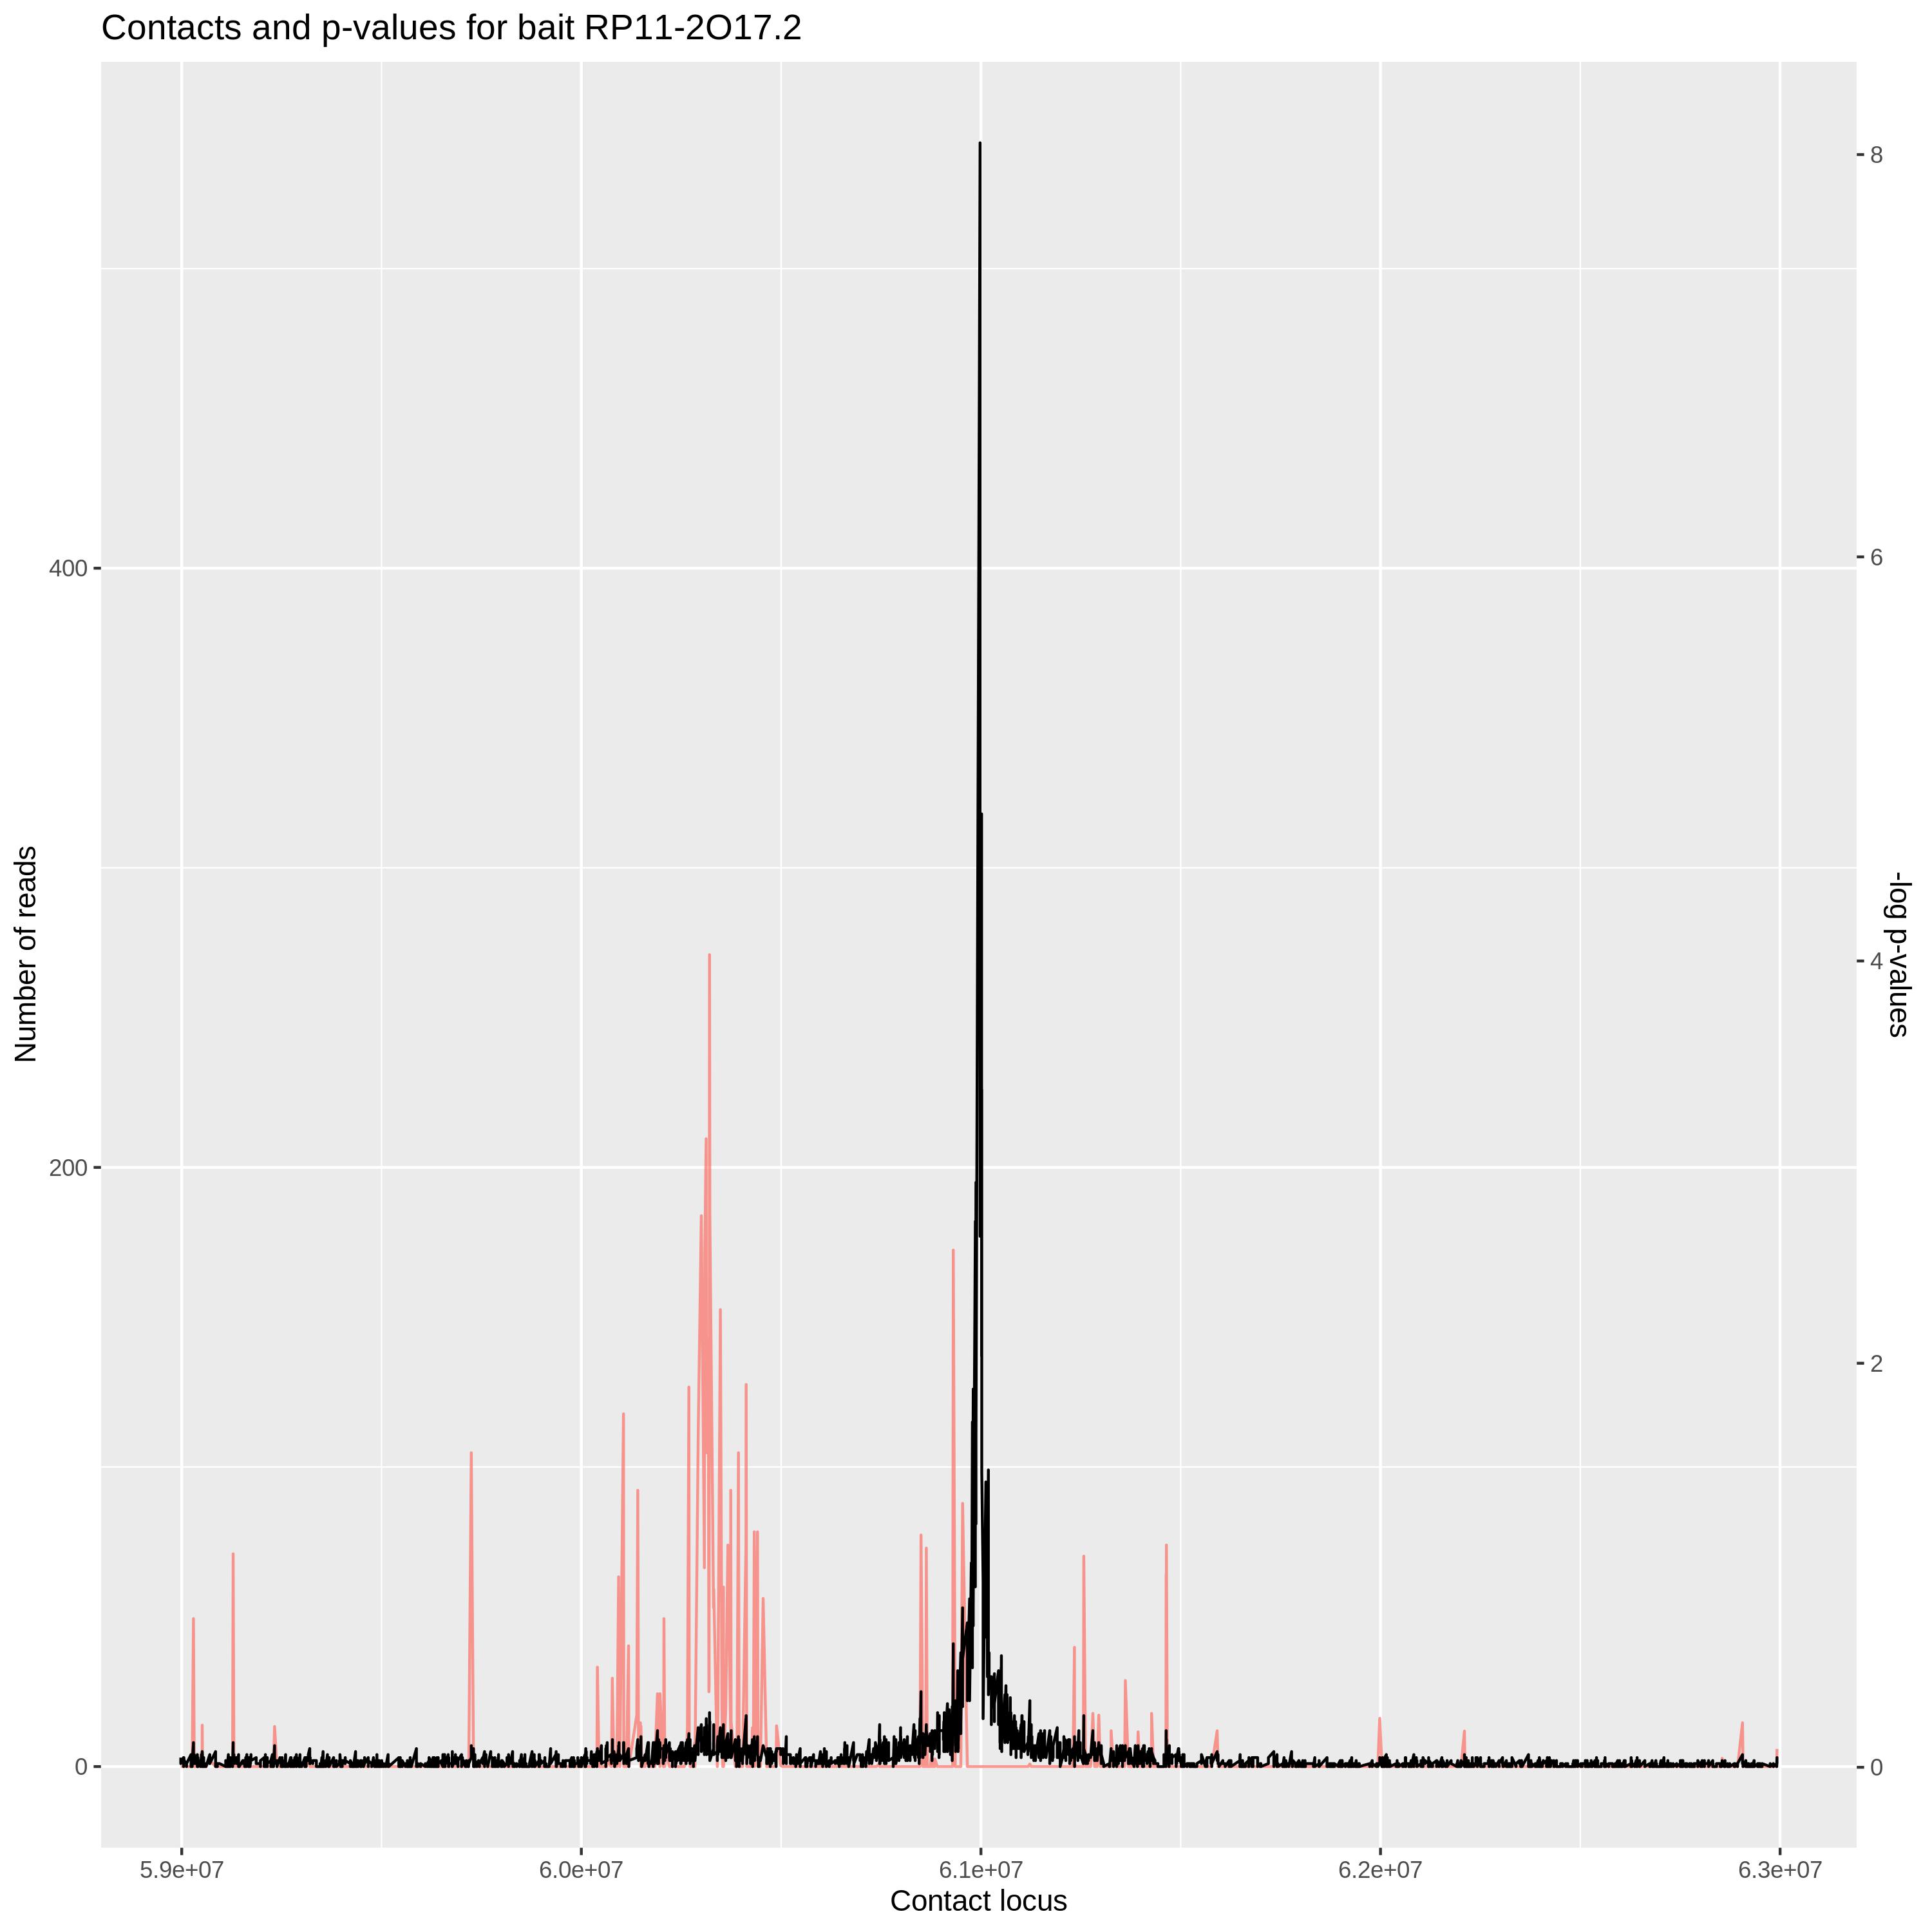 Contacts and p-values for bait RP11-2O17.2
Number of reads
400
200
0
8
6
4
2
0
-log p-values
5.9e+07 6.0e+07 6.1e+07 6.2e+07 6.3e+07
Contact locus